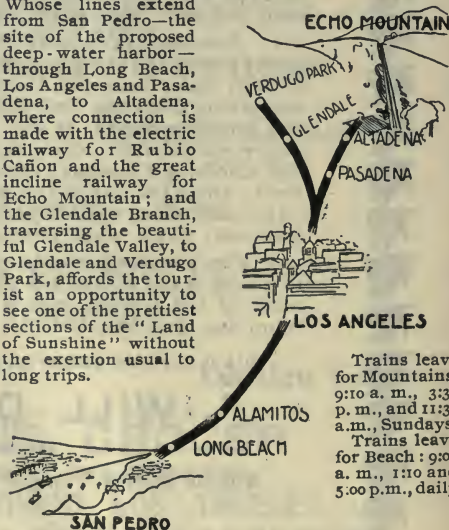 Whose lines extend
from San Pedro—the
site of the proposed
deep-water harbor—
through Long Beach,
Los Angeles and Pasa-
dena, to Altadena,
where connection is
made with the electric
railway for Rubio
Cañon and the great
incline railway for
Echo Mountain; and
the Glendale Branch,
traversing the beauti-
ful Glendale Valley, to
Glendale and Verdugo
Park, affords the tour-
ist an opportunity to
see one of the prettiest
sections of the "Land
of Sunshine" without
the exertion usual to
long trips.
ECHO MOUNTAIN
VERDUGO PARK
GLENDALE
ALTADENA
PASADENA
LOS ANGELES
ALAMITOS
LONG BEACH
SAN PEDRO
Trains leav
for Mountains
9:10 a. m., 3:3
p. m., and 11:3
a.m., Sundays
Trains leav
for Beach: 9:0
a. m., 1:10 and
5:00 p.m., daily